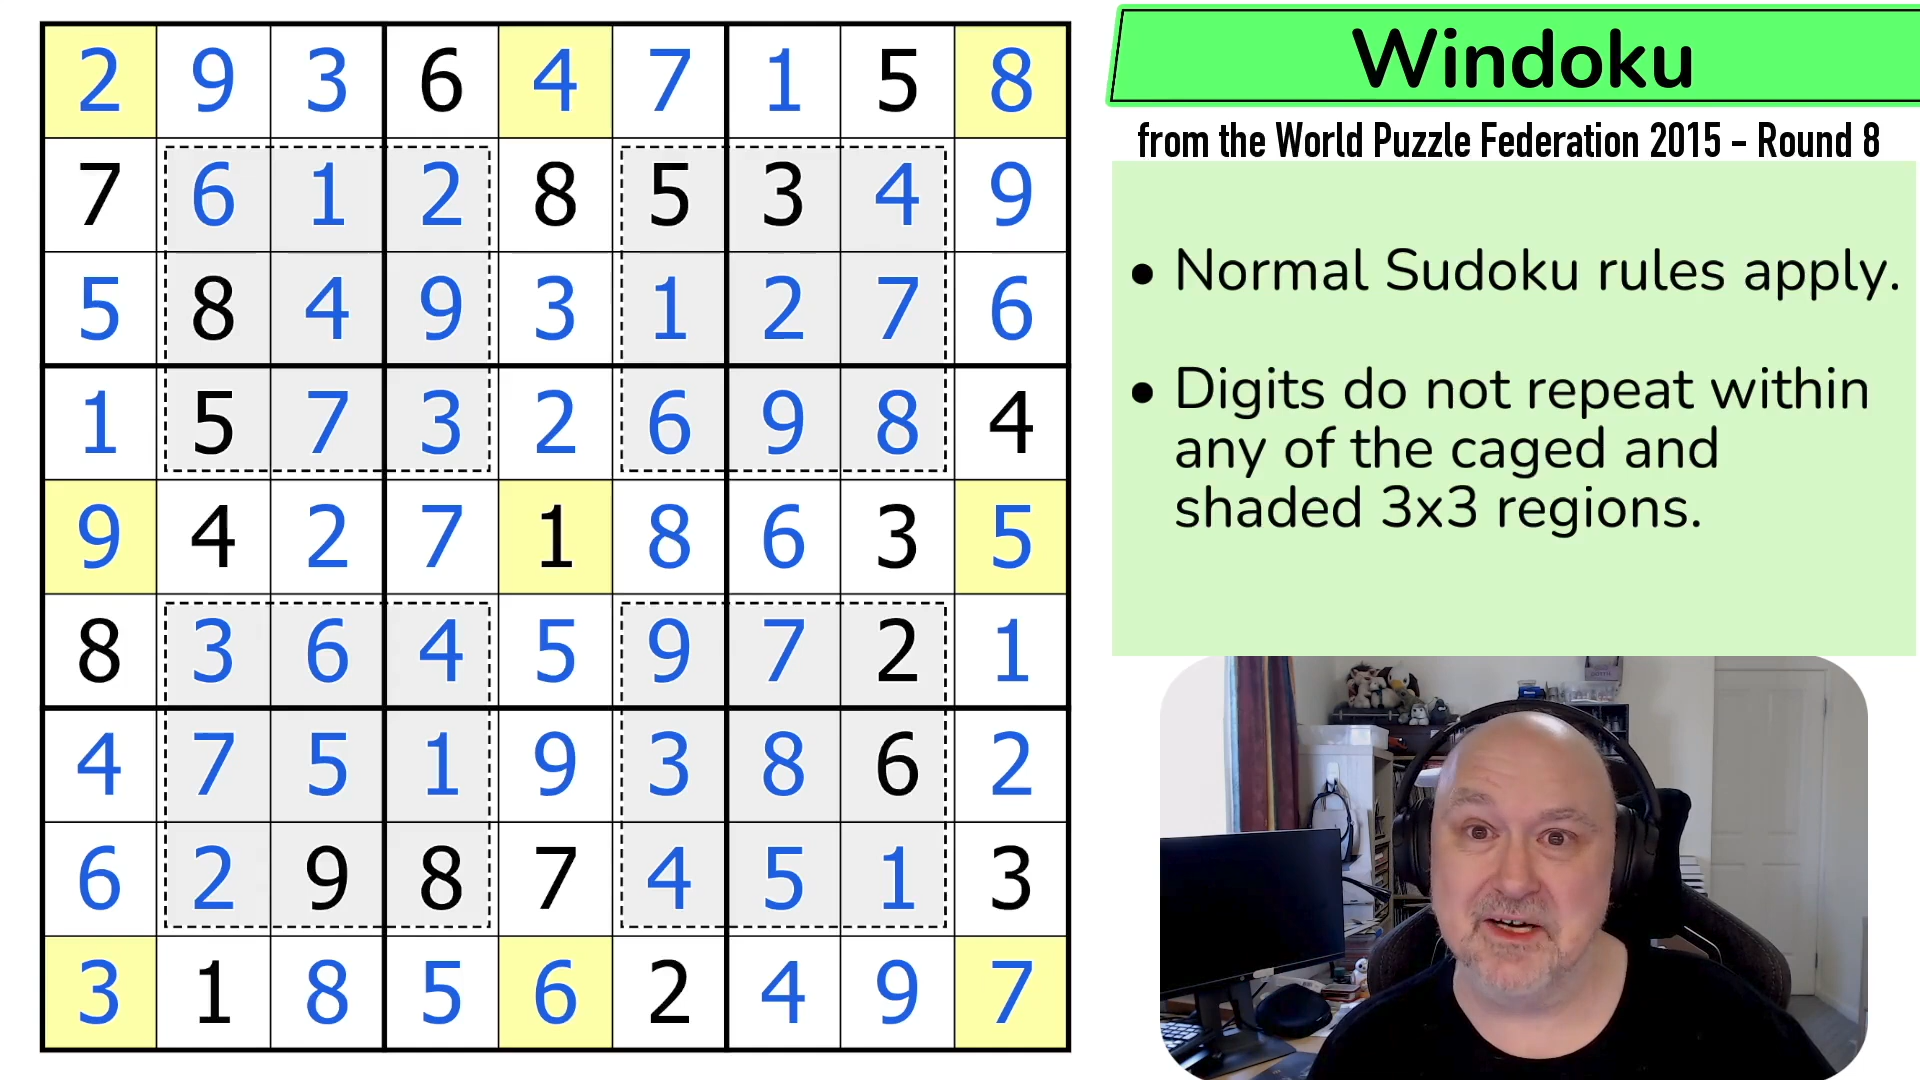 2 9 3 6 4 7 1 5 8
7 6 1 2 8 5 3 4 9
5 8 4 9 3 1 2 7 6
1 5 7 3 2 6 9 8 4
9 4 2 7 1 8 6 3 5
8 3 6 4 5 9 7 2 1
4 7 5 1 9 3 8 6 2
6 2 9 8 7 4 5 1 3
3 1 8 5 6 2 4 9 7
Windoku
from the World Puzzle Federation 2015 - Round 8
• Normal Sudoku rules apply.
• Digits do not repeat within
any of the caged and
shaded 3x3 regions.